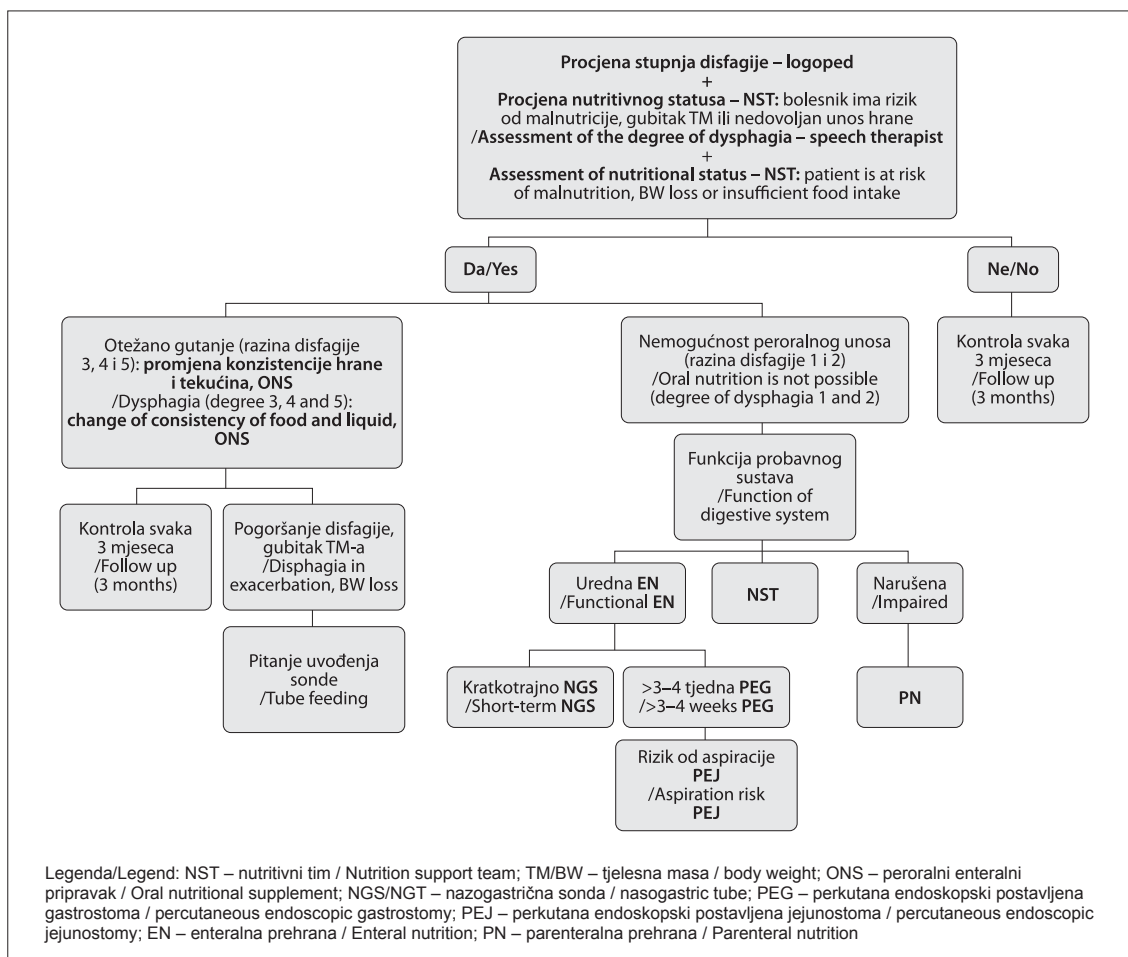 Procjena stupnja disfagije – logoped
+
Procjena nutritivnog statusa – NST: bolesnik ima rizik
od malnutricije, gubitak TM ili nedovoljan unos hrane
/Assessment of the degree of dysphagia – speech therapist
+
Assessment of nutritional status – NST: patient is at risk
of malnutrition, BW loss or insufficient food intake
Da/Yes
Ne/No
Otežano gutanje (razina disfagije
3, 4 i 5): promjena konzistencije hrane
i tekućina, ONS
/Dysphagia (degree 3, 4 and 5):
change of consistency of food and liquid,
ONS
Nemogućnost peroralnog unosa
(razina disfagije 1 i 2)
/Oral nutrition is not possible
(degree of dysphagia 1 and 2)
Kontrola svaka
3 mjeseca
/Follow up
(3 months)
Funkcija probavnog
sustava
/Function of
digestive system
Kontrola svaka
3 mjeseca
/Follow up
(3 months)
Pogoršanje disfagije,
gubitak TM-a
/Disphagia in
exacerbation, BW loss
Uredna EN
/Functional EN
NST
Narušena
/Impaired
Pitanje uvođenja
sonde
/Tube feeding
Kratkotrajno NGS
/Short-term NGS
>3–4 tjedna PEG
/>3–4 weeks PEG
PN
Rizik od aspiracije
PEJ
/Aspiration risk
PEJ
Legenda/Legend: NST – nutritivni tim / Nutrition support team; TM/BW – tjelesna masa / body weight; ONS – peroralni enteralni
pripravak / Oral nutritional supplement; NGS/NGT – nazogastrična sonda / nasogastric tube; PEG – perkutana endoskopski postavljena
gastrostoma / percutaneous endoscopic gastrostomy; PEJ – perkutana endoskopski postavljena jejunostoma / percutaneous endoscopic
jejunostomy; EN – enteralna prehrana / Enteral nutrition; PN – parenteralna prehrana / Parenteral nutrition